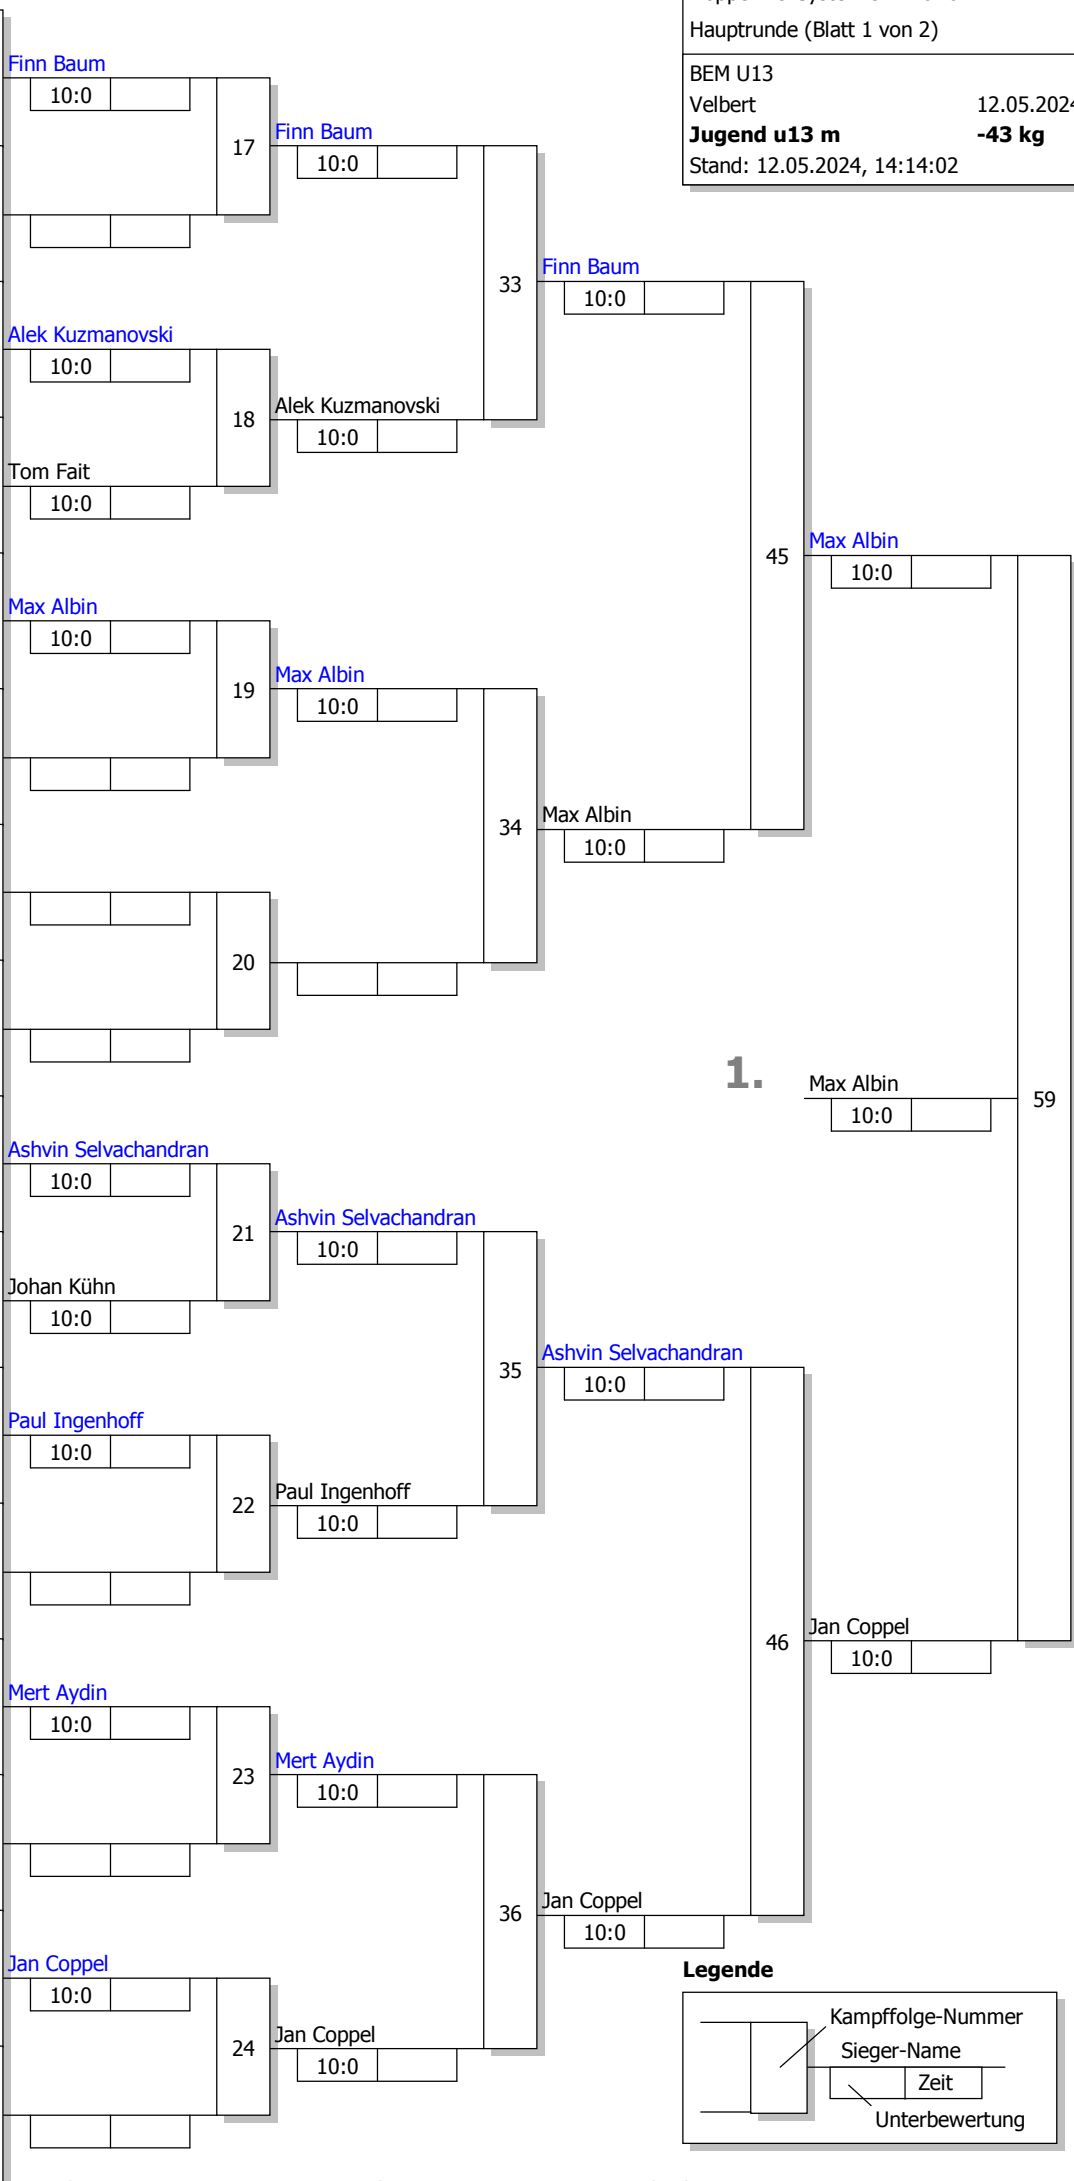 Hauptrunde (Blatt 1 von 2)
BEM U13
Velbert 12.05.2024
Jugend u13 m -43 kg
Stand: 12.05.2024, 14:14:02
Finn Baum
10:0
17
Finn Baum
10:0
33
Finn Baum
10:0
Alek Kuzmanovski
10:0
18
Alek Kuzmanovski
10:0
Tom Fait
10:0
45
Max Albin
10:0
Max Albin
10:0
19
Max Albin
10:0
34
Max Albin
10:0
20
1.
Max Albin
10:0
59
Ashvin Selvachandran
10:0
21
Ashvin Selvachandran
10:0
Johan Kühn
10:0
35
Ashvin Selvachandran
10:0
Paul Ingenhoff
10:0
22
Paul Ingenhoff
10:0
46
Jan Coppel
10:0
Mert Aydin
10:0
23
Mert Aydin
10:0
36
Jan Coppel
10:0
Jan Coppel
10:0
24
Jan Coppel
10:0
Legende
Kampffolge-Nummer
Sieger-Name
Zeit
Unterbewertung